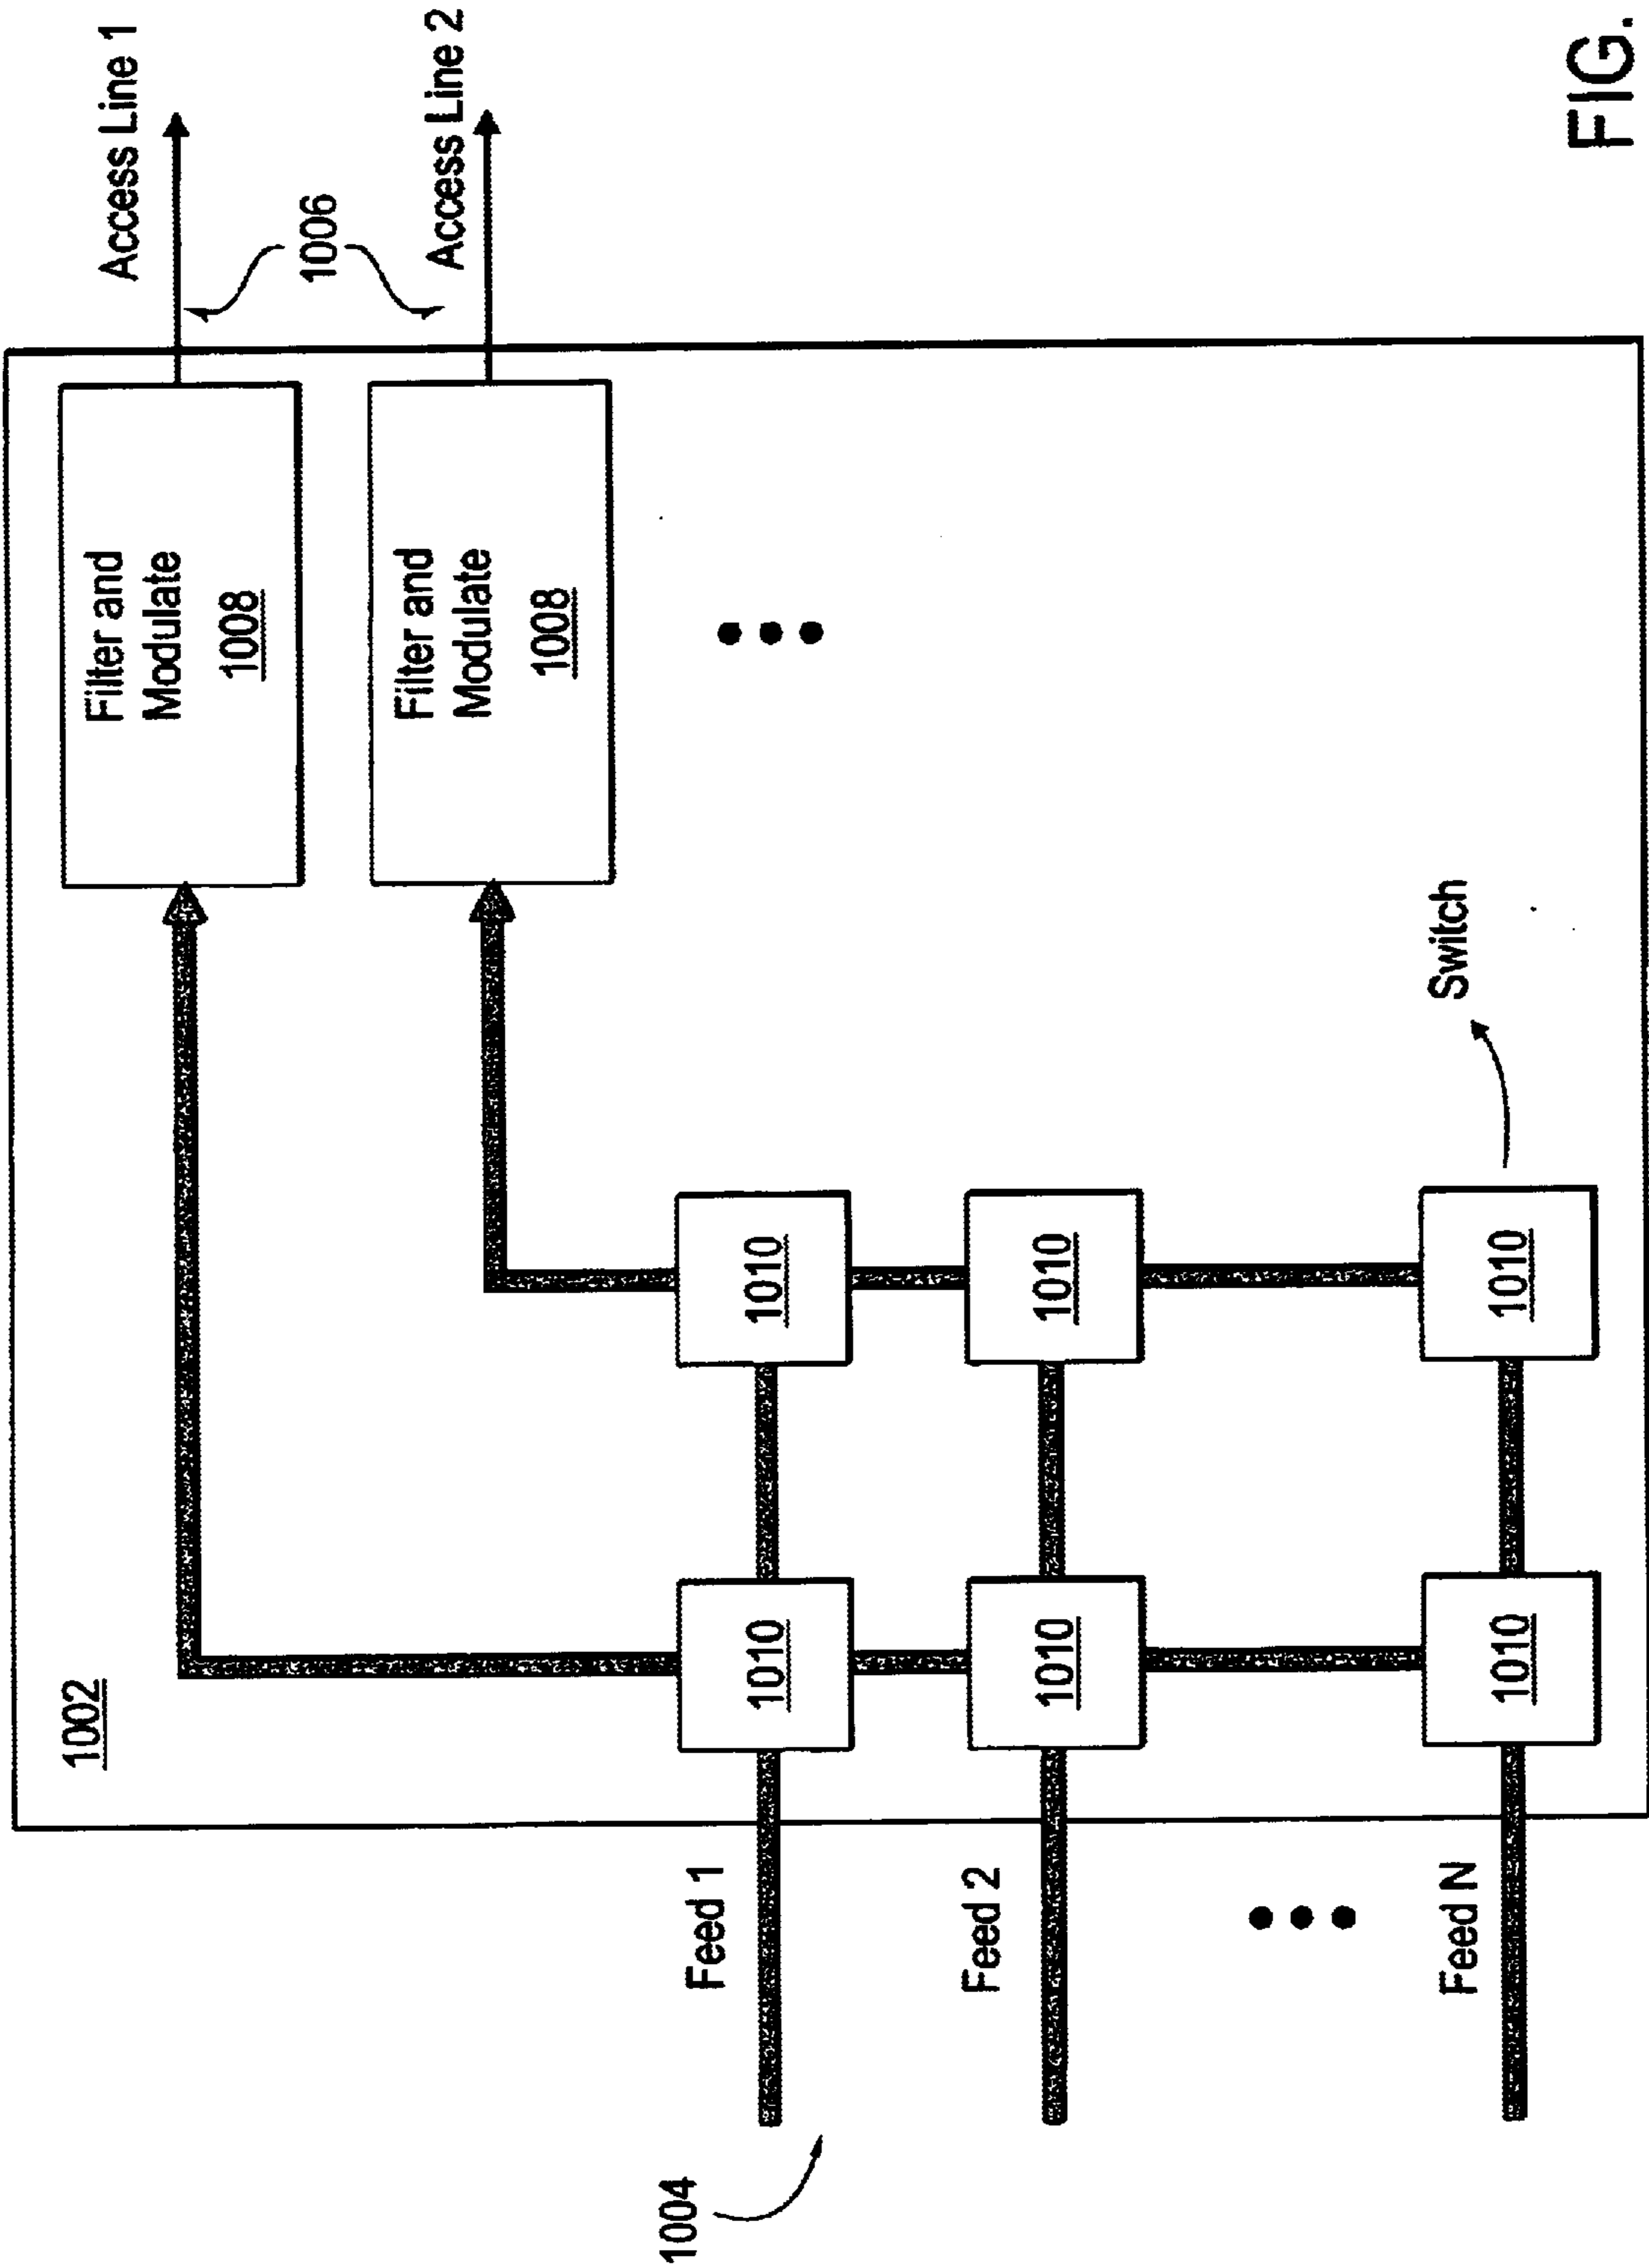 1002
Filter and
Modulate
1008
Access Line 1
1006
Filter and
Modulate
1008
Access Line 2
1004
Feed 1
1010
1010
Feed 2
1010
1010
Feed N
1010
1010
Switch
FIG.